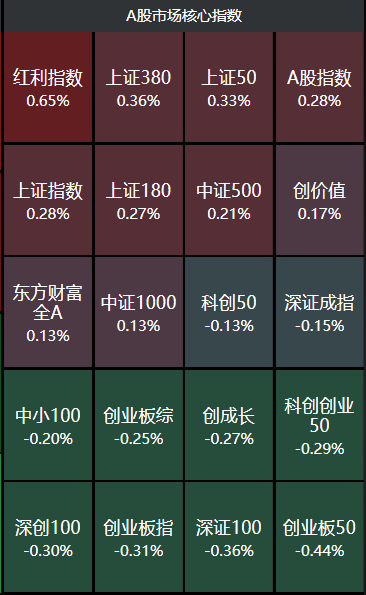 A股市场核心指数
红利指数
0.65%
上证380
0.36%
上证50
0.33%
A股指数
0.28%
上证指数
0.28%
上证180
0.27%
中证500
0.21%
创价值
0.17%
东方财富
全A
0.13%
中证1000
0.13%
科创50
-0.13%
深证成指
-0.15%
中小100
-0.20%
创业板综
-0.25%
创成长
-0.27%
科创创业
50
-0.29%
深创100
-0.30%
创业板指
-0.31%
深证100
-0.36%
创业板50
-0.44%